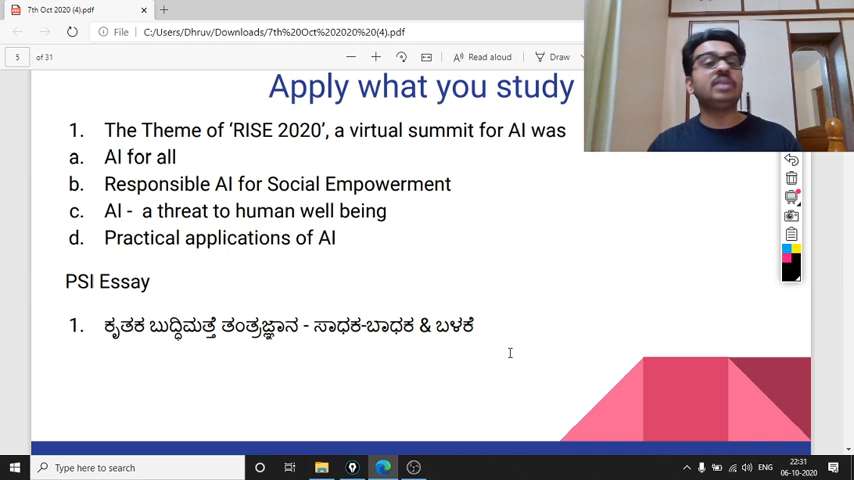 7th Oct 2020 (4).pdf
File C:/Users/Dhruv/Downloads/7th%20Oct%202020%20(4).pdf
5 of 31
Read aloud
Draw
Apply what you study
1. The Theme of ‘RISE 2020’, a virtual summit for AI was
a. AI for all
b. Responsible AI for Social Empowerment
c. AI - a threat to human well being
d. Practical applications of AI
PSI Essay
1. ಕೃತಕ ಬುದ್ಧಿಮತ್ತೆ ತಂತ್ರಜ್ಞಾನ - ಸಾಧಕ-ಬಾಧಕ & ಬಳಕೆ
Type here to search
ENG
22:31
06-10-2020